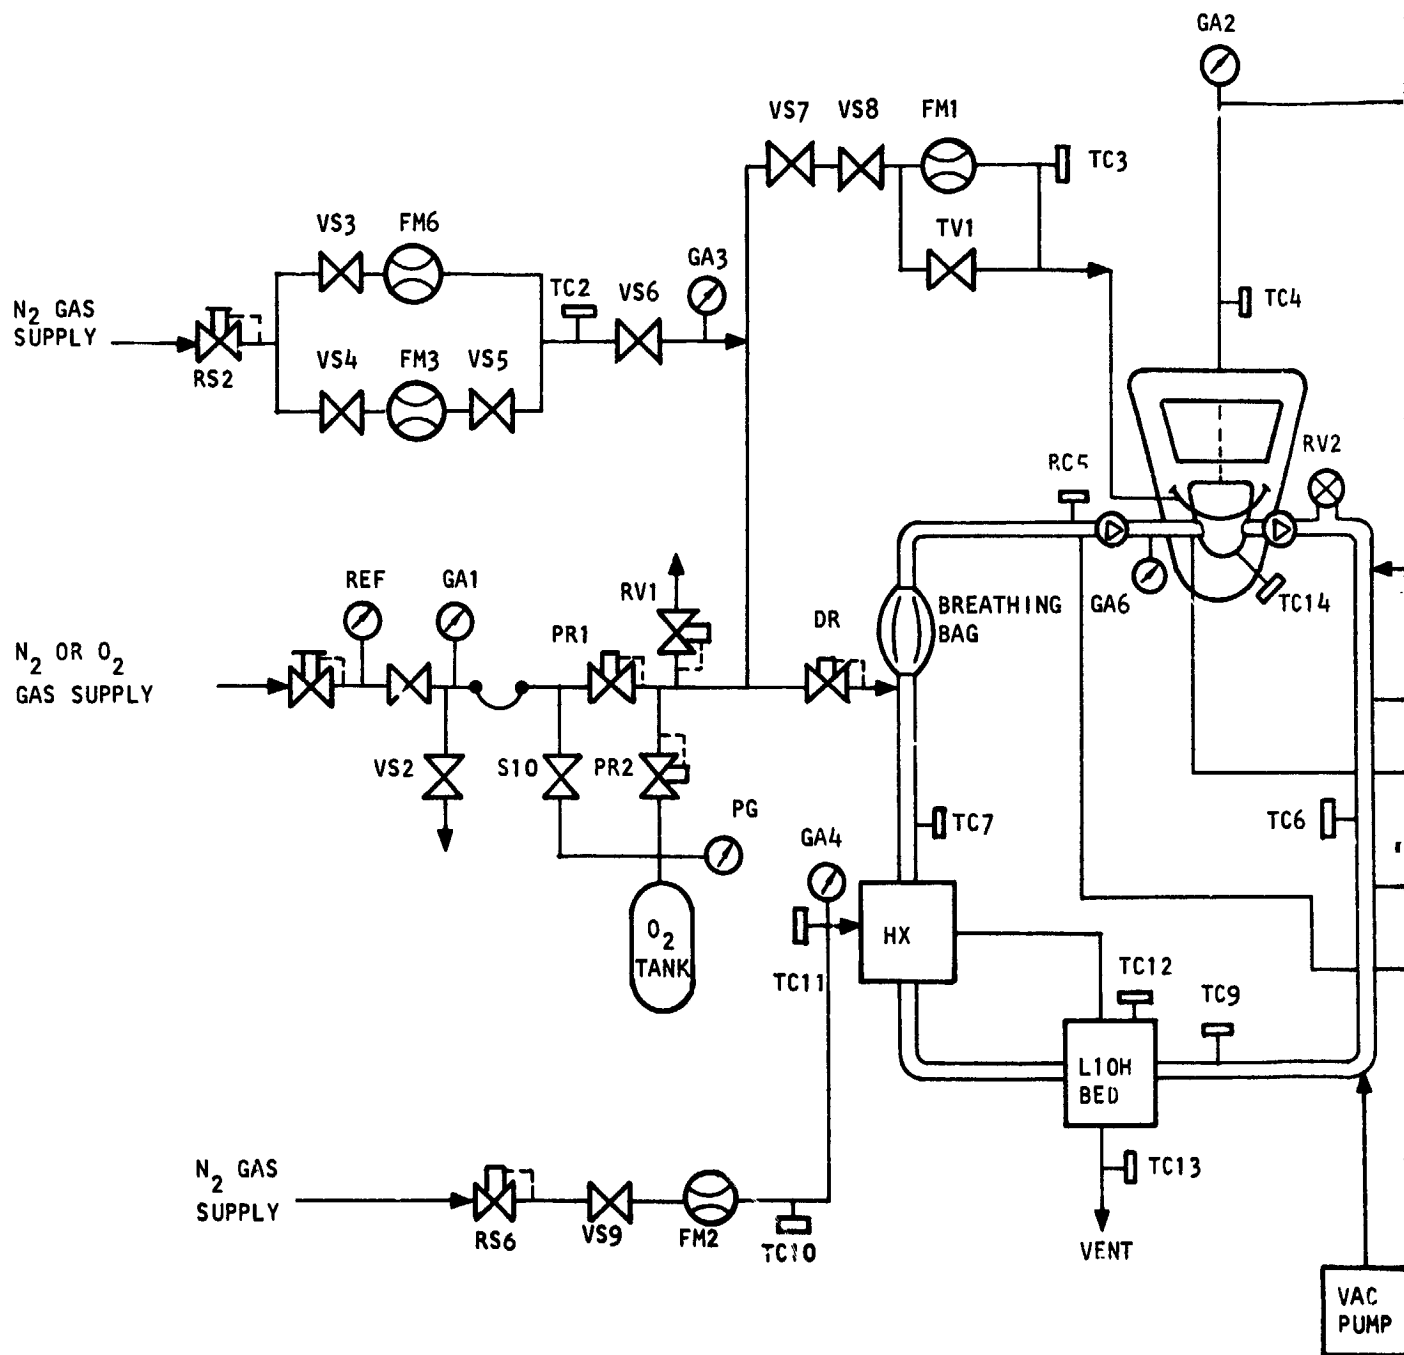 GA2
VS7
VS8
FM1
TC3
VS3
FM6
TV1
GA3
TC2
VS6
TC4
N2 GAS
SUPPLY
RS2
VS4
FM3
VS5
RV2
RC5
REF
GA1
RV1
BREATHING
BAG
GA6
TC14
DR
PR1
N2 OR O2
GAS SUPPLY
VS2
S10
PR2
PG
TC7
TC6
GA4
O2
TANK
HX
TC11
TC12
TC9
LIOH
BED
N2 GAS
SUPPLY
TC13
RS6
VS9
FM2
TC10
VENT
VAC
PUMP